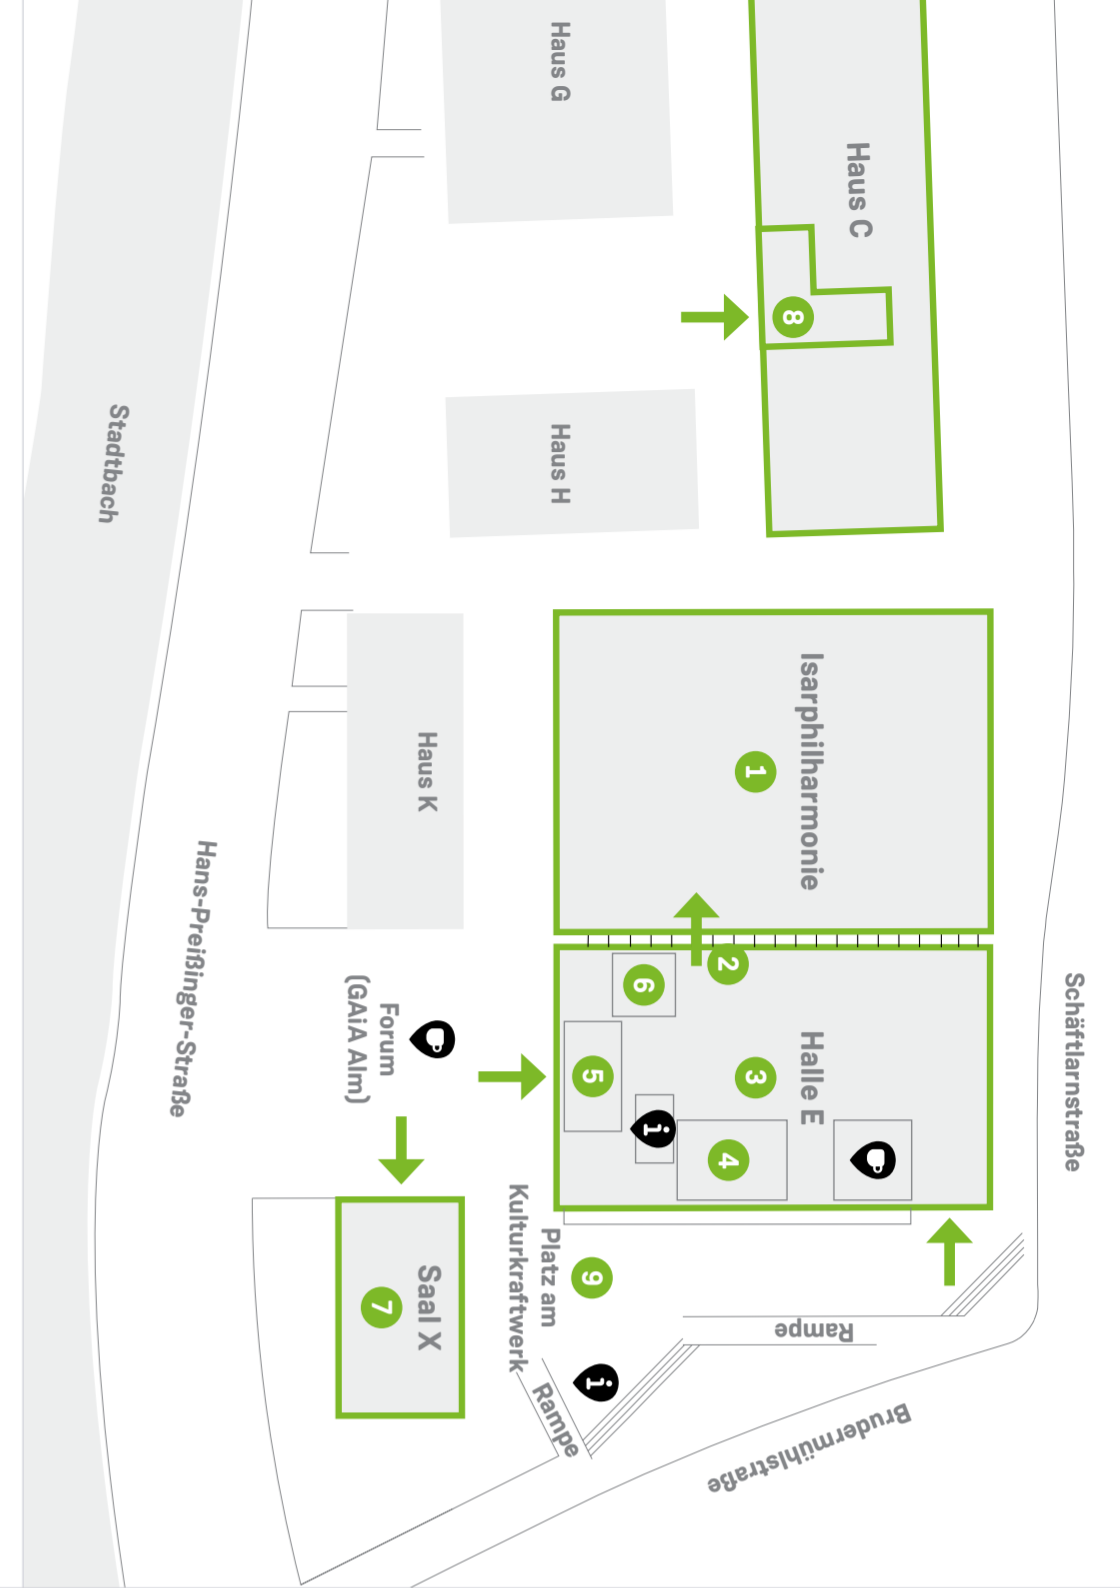 Schäftlarnstraße
Haus C
8
Haus G
Haus H
Isarphilharmonie
1
2
Halle E
3
4
5
6
i
Haus K
Forum
(GAiA Alm)
Saal X
7
Platz am
Kulturkraftwerk
9
i
Rampe
Rampe
Brudermühlstraße
Hans-Preißinger-Straße
Stadtbach